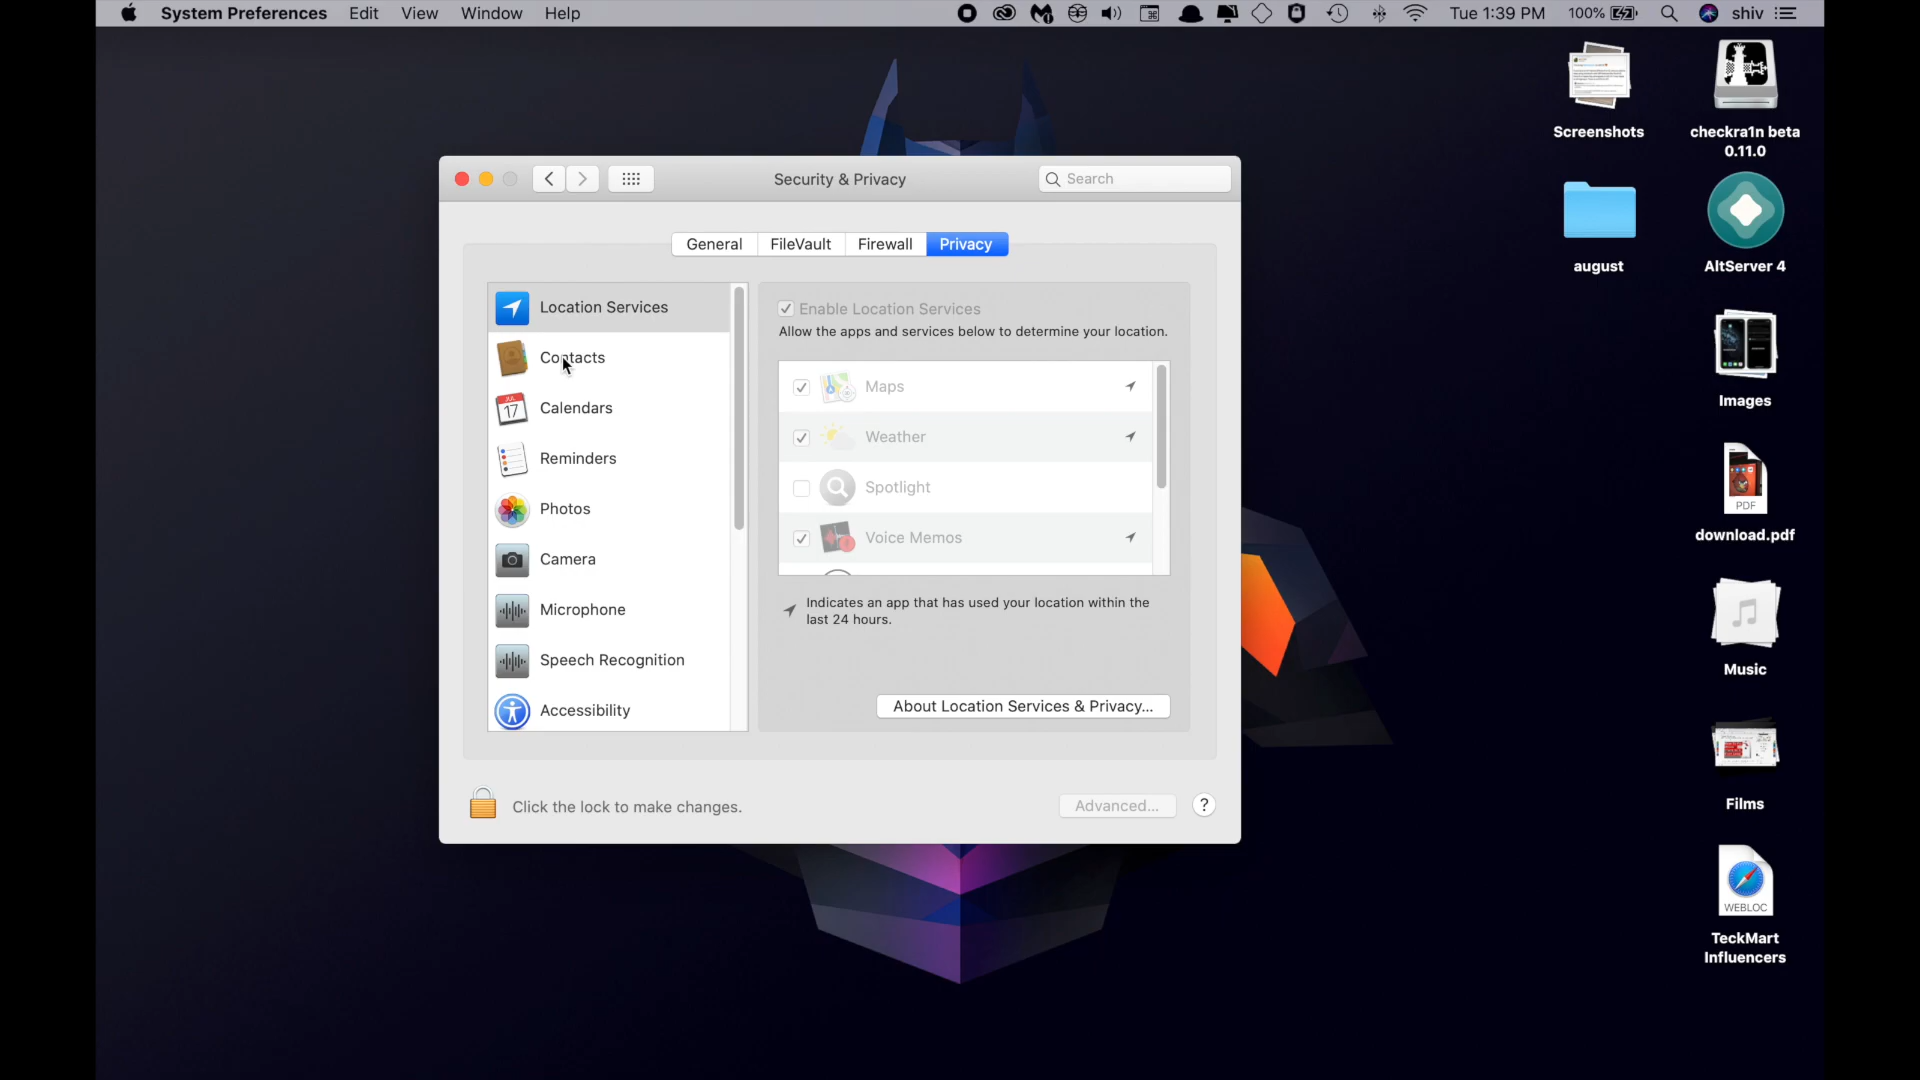 System Preferences Edit View Window Help Tue 1:39 PM 100% shiv
Security & Privacy
Search
General FileVault Firewall Privacy
Location Services
Contacts
Calendars
JUL
17
Reminders
Photos
Camera
Microphone
Speech Recognition
Accessibility
Enable Location Services
Allow the apps and services below to determine your location.
Maps
Weather
Spotlight
Voice Memos
Indicates an app that has used your location within the
last 24 hours.
About Location Services & Privacy...
Click the lock to make changes.
Advanced...
?
Screenshots
checkra1n beta
0.11.0
august
AltServer 4
Images
PDF
download.pdf
Music
Films
WEBLOC
TeckMart
Influencers